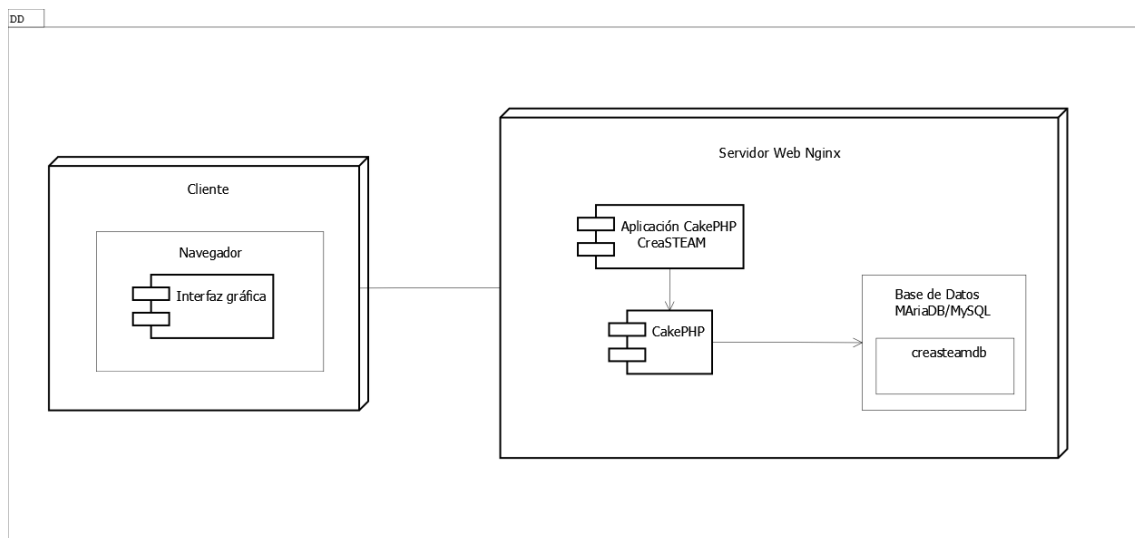 DD
Cliente
Navegador
Interfaz gráfica
Servidor Web Nginx
Aplicación CakePHP
CreaSTEAM
CakePHP
Base de Datos
MAriaDB/MySQL
creasteamdb